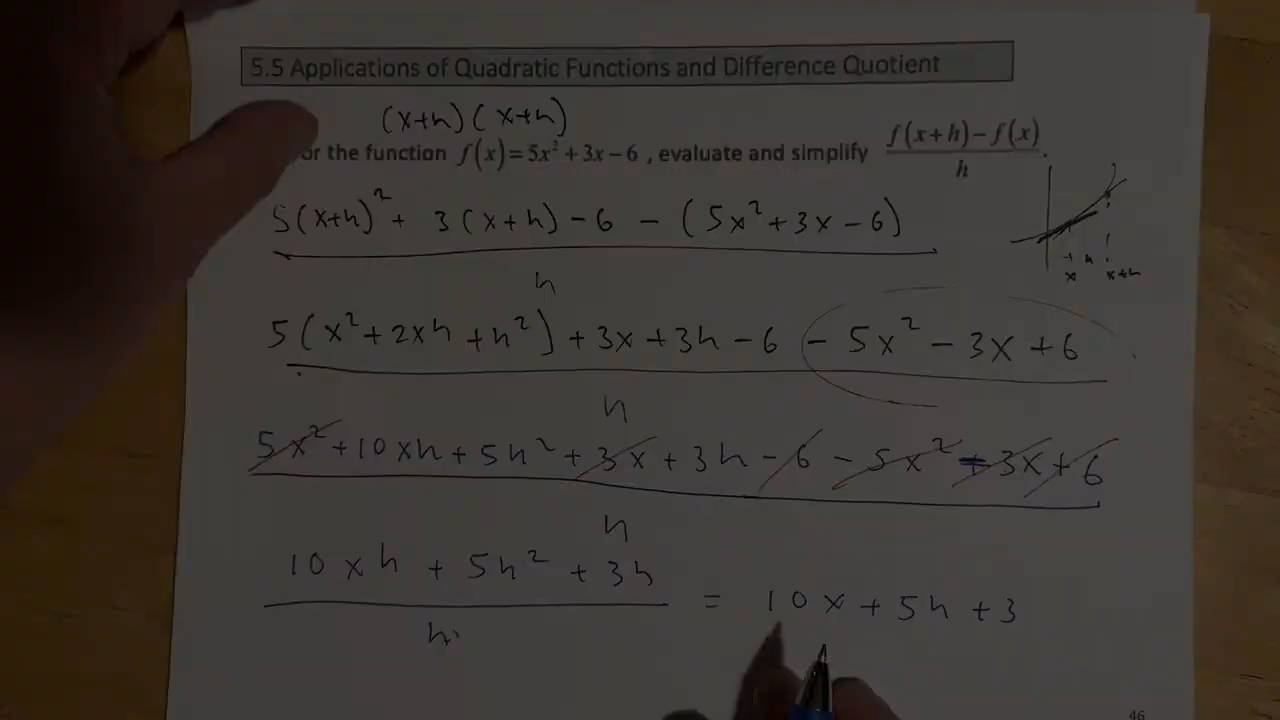 5.5 Applications of Quadratic Functions and Difference Quotient
(x+h)(x+h)
or the function f(x)=5x²+3x−6, evaluate and simplify f(x+h)−f(x) / h.
5(x+h)² + 3(x+h) − 6 − (5x²+3x−6)
h
x h x+h
5(x²+2xh+h²)+3x+3h−6 −5x²−3x+6
h
5x²+10xh+5h²+3x+3h−6−5x²−3x+6
h
10xh + 5h² + 3h
h
= 10x+5h+3
46